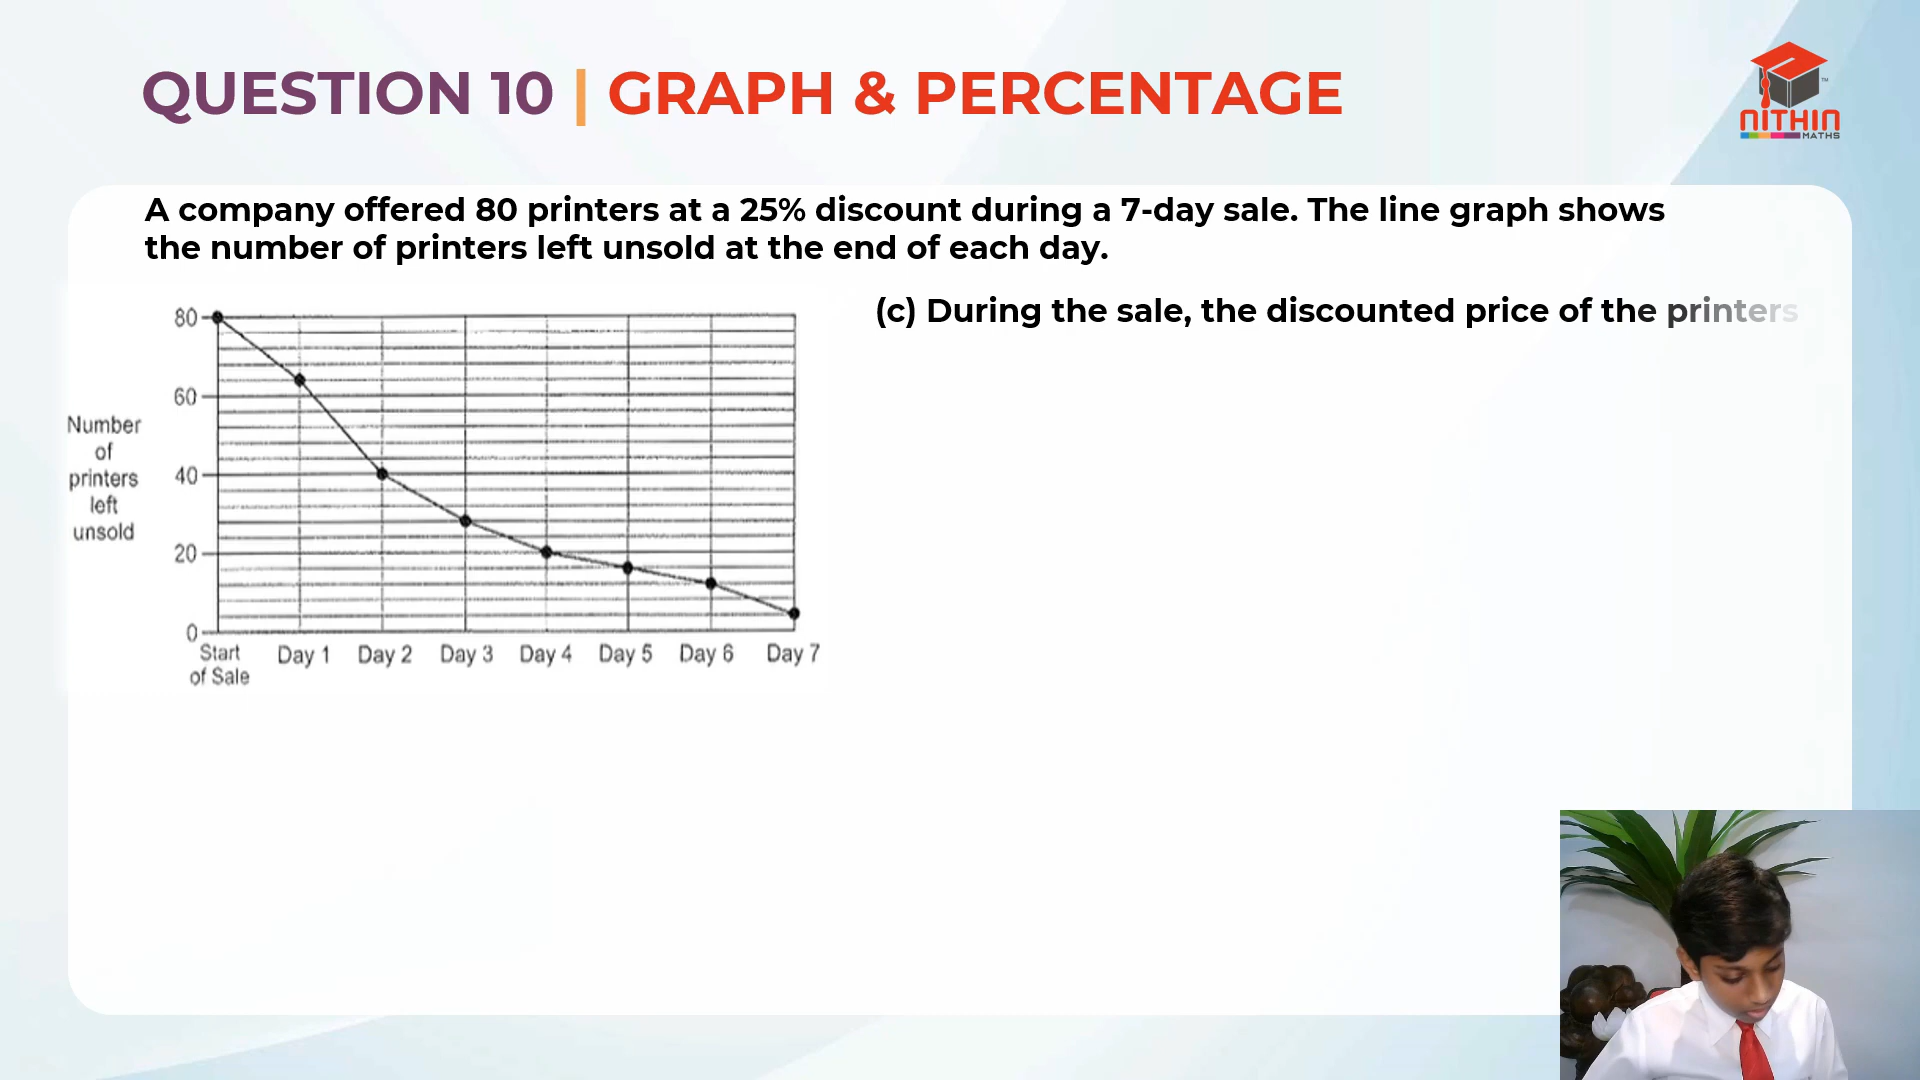 QUESTION 10 | GRAPH & PERCENTAGE
NITHIN
MATHS
TM
A company offered 80 printers at a 25% discount during a 7-day sale. The line graph shows
the number of printers left unsold at the end of each day.
(c) During the sale, the discounted price of the printers
Number
of
printers
left
unsold
80
60
40
20
0
Start
of Sale
Day 1
Day 2
Day 3
Day 4
Day 5
Day 6
Day 7